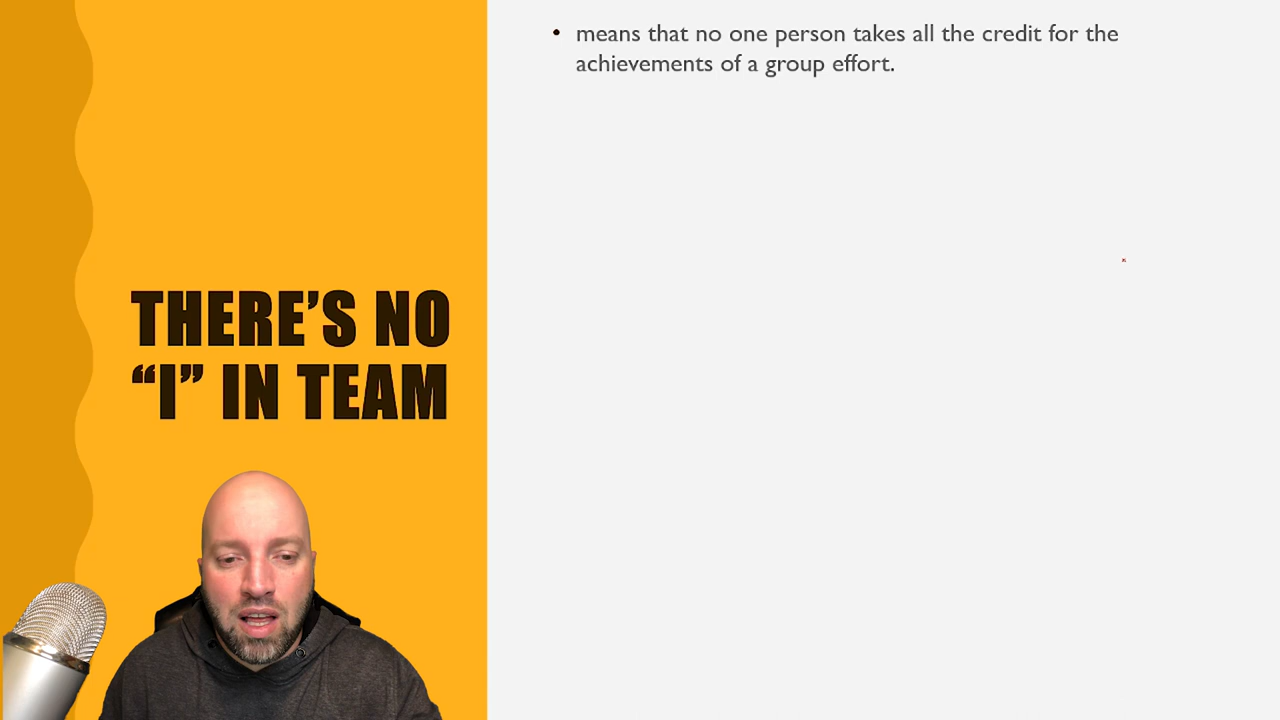 means that no one person takes all the credit for the
achievements of a group effort.
THERE’S NO
“I” IN TEAM